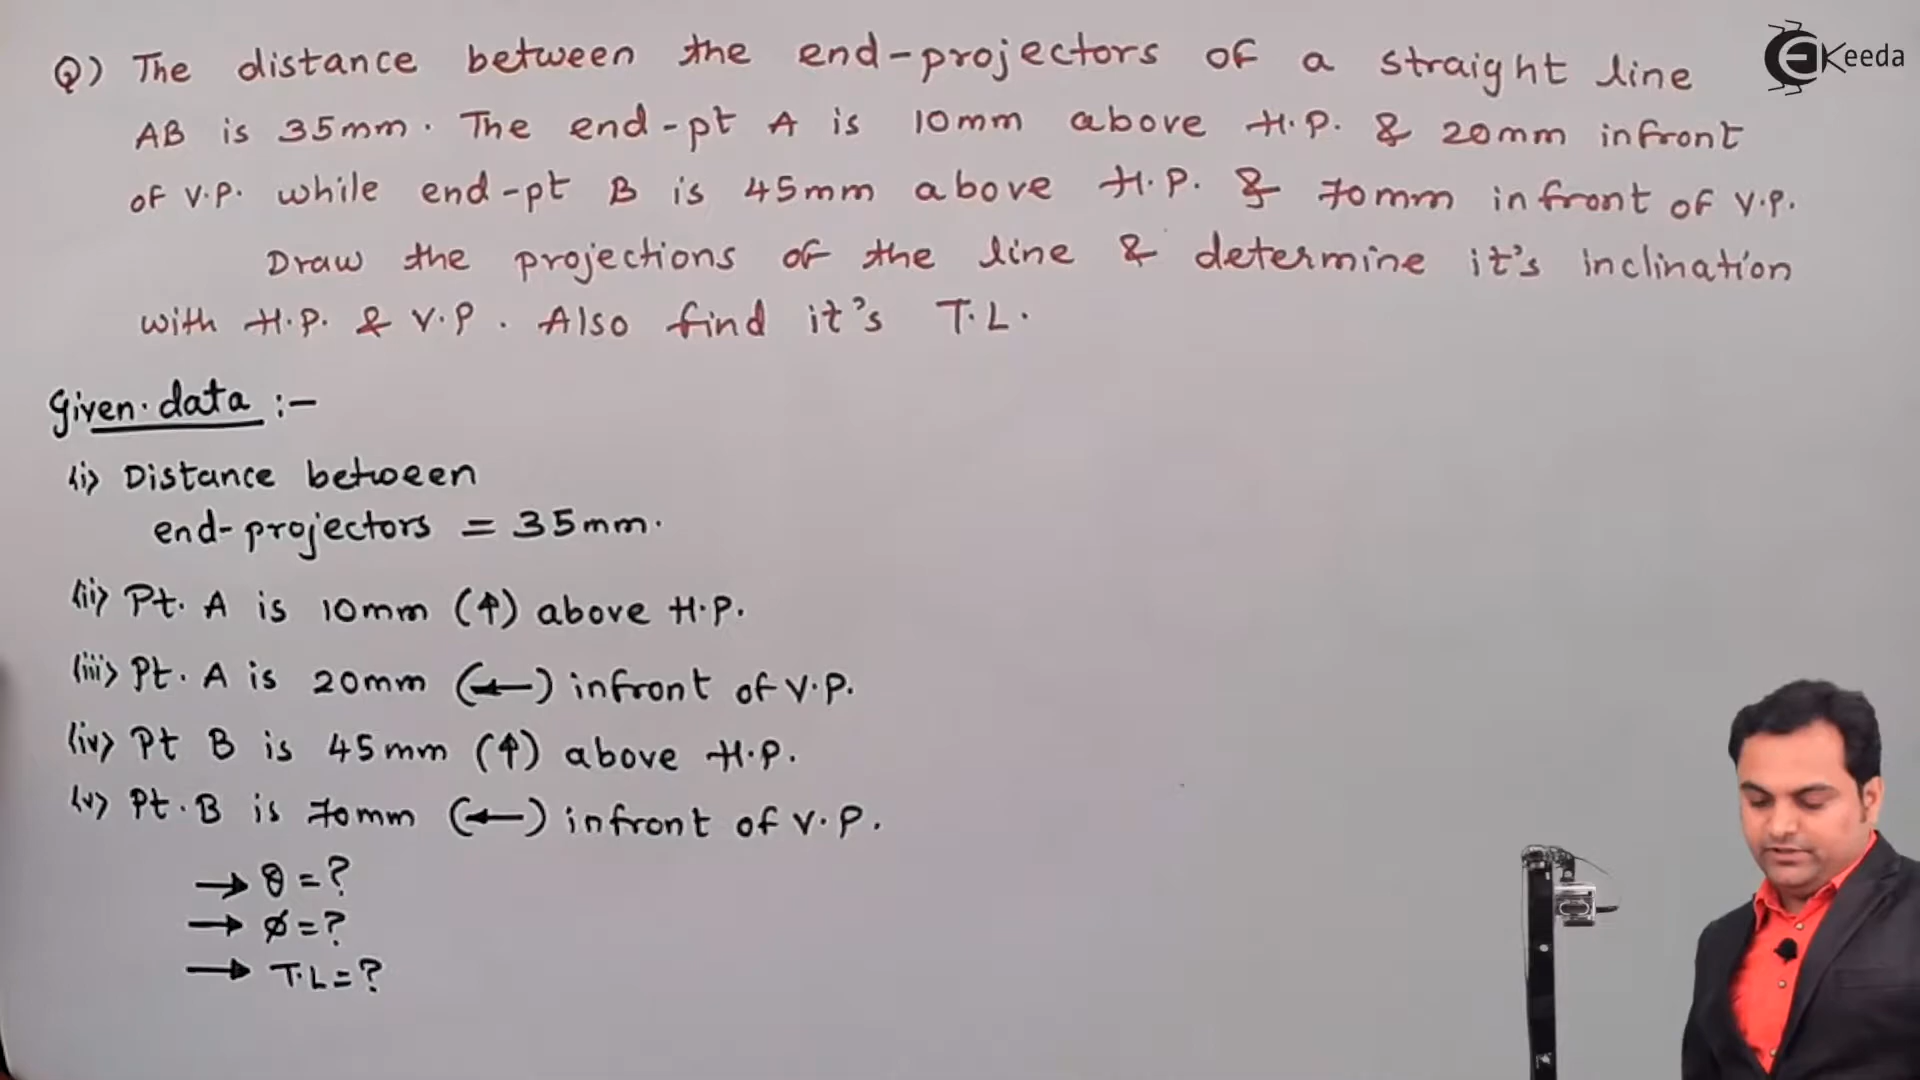 Q) The distance between the end-projectors of a straight line
AB is 35mm. The end-pt A is 10mm above H.P. & 20mm infront
of V.P. while end-pt B is 45mm above H.P. & 70mm infront of V.P.
Draw the projections of the line & determine it's inclination
with H.P. & V.P. Also find it's T.L.
Given data :-
(i) Distance between
end-projectors = 35mm.
(ii) Pt. A is 10mm (↑) above H.P.
(iii) Pt. A is 20mm (←) infront of V.P.
(iv) Pt B is 45mm (↑) above H.P.
(v) Pt. B is 70mm (←) infront of V.P.
→ θ = ?
→ ø = ?
→ T.L = ?
EKeeda